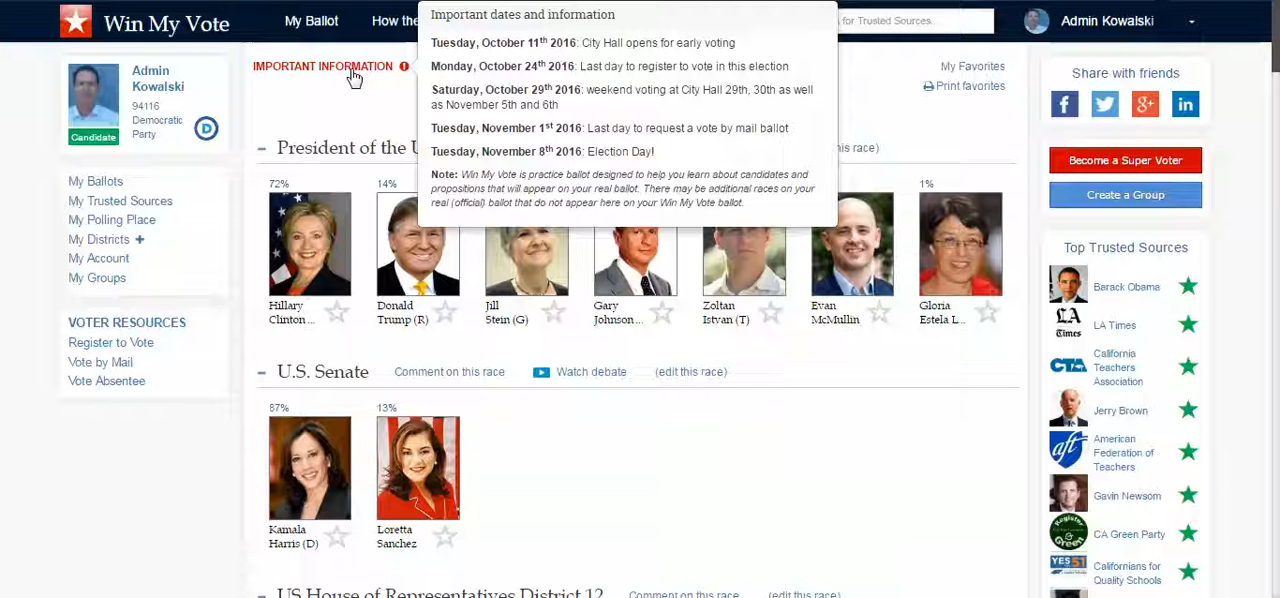 Win My Vote
My Ballot
How the
for Trusted Sources...
Admin Kowalski
Important dates and information
Tuesday, October 11th 2016: City Hall opens for early voting
Monday, October 24th 2016: Last day to register to vote in this election
Saturday, October 29th 2016: weekend voting at City Hall 29th, 30th as well
as November 5th and 6th
Tuesday, November 1st 2016: Last day to request a vote by mail ballot
Tuesday, November 8th 2016: Election Day!
Note: Win My Vote is practice ballot designed to help you learn about candidates and
propositions that will appear on your real ballot. There may be additional races on your
real (official) ballot that do not appear here on your Win My Vote ballot.
Admin
Kowalski
94116
Democratic
Party
D
Candidate
My Ballots
My Trusted Sources
My Polling Place
My Districts +
My Account
My Groups
VOTER RESOURCES
Register to Vote
Vote by Mail
Vote Absentee
IMPORTANT INFORMATION
My Favorites
Print favorites
President of the U
his race)
72%
14%
1%
Hillary
Clinton ...
Donald
Trump (R)
Jill
Stein (G)
Gary
Johnson ...
Zoltan
Istvan (T)
Evan
McMullin
Gloria
Estela L...
U.S. Senate
Comment on this race
Watch debate
(edit this race)
87%
13%
Kamala
Harris (D)
Loretta
Sanchez
US House of Representatives District 12
Comment on this race
(edit this race)
Share with friends
f
g+
in
Become a Super Voter
Create a Group
Top Trusted Sources
Barack Obama
LA
Times
LA Times
CTA
California
Teachers
Association
Jerry Brown
aft
American
Federation of
Teachers
Gavin Newsom
Register
Green
CA Green Party
YES 51
Californians for
Quality Schools